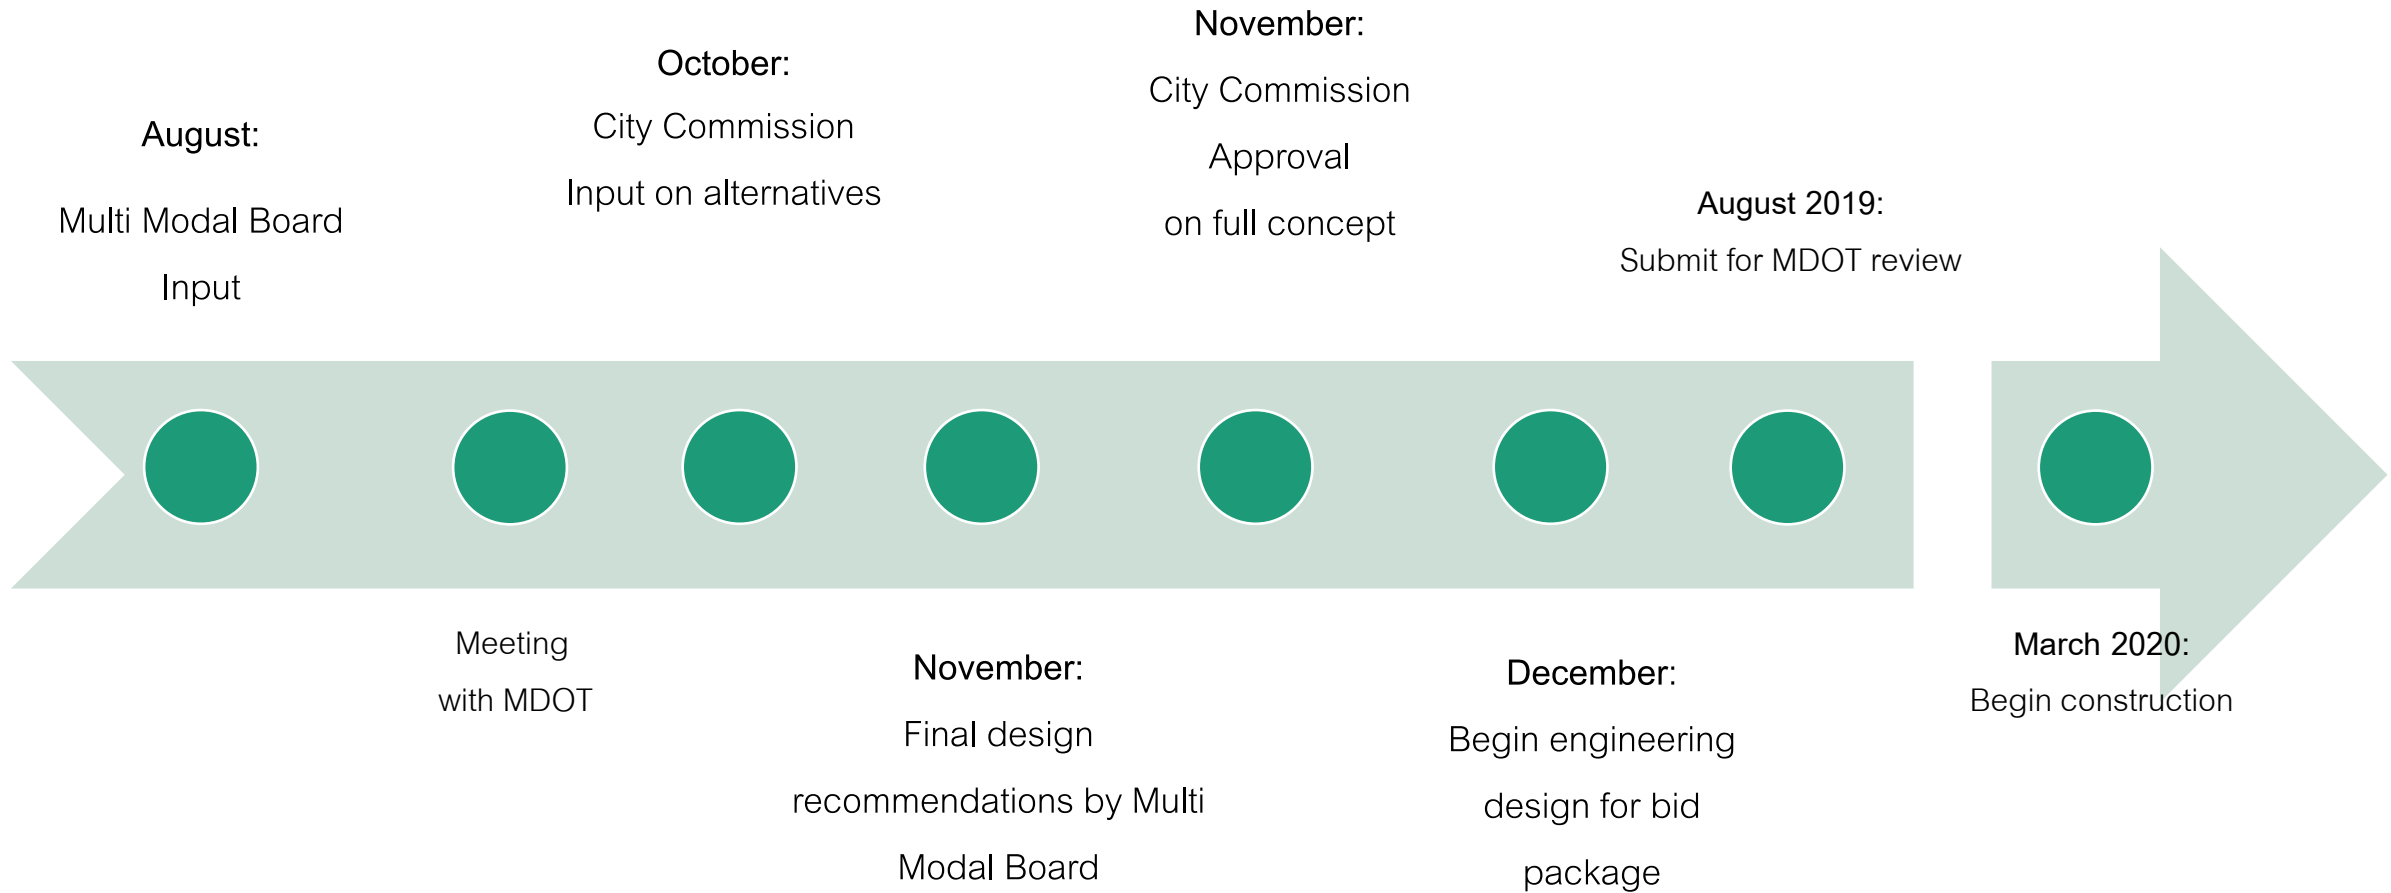 August:
Multi Modal Board
Input
Meeting
with MDOT
October:
City Commission
Input on alternatives
November:
Final design
recommendations by Multi
Modal Board
November:
City Commission
Approval
on full concept
December:
Begin engineering
design for bid
package
August 2019:
Submit for MDOT review
March 2020:
Begin construction